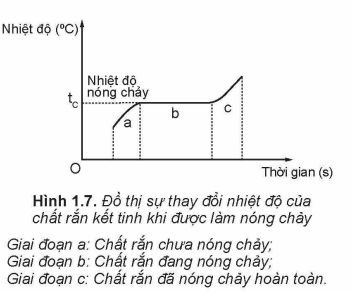 Nhiệt độ (ºC)
Nhiệt độ
nóng chảy
tc
a
b
c
O
Thời gian (s)
Hình 1.7. Đồ thị sự thay đổi nhiệt độ của
chất rắn kết tinh khi được làm nóng chảy
Giai đoạn a: Chất rắn chưa nóng chảy;
Giai đoạn b: Chất rắn đang nóng chảy;
Giai đoạn c: Chất rắn đã nóng chảy hoàn toàn.